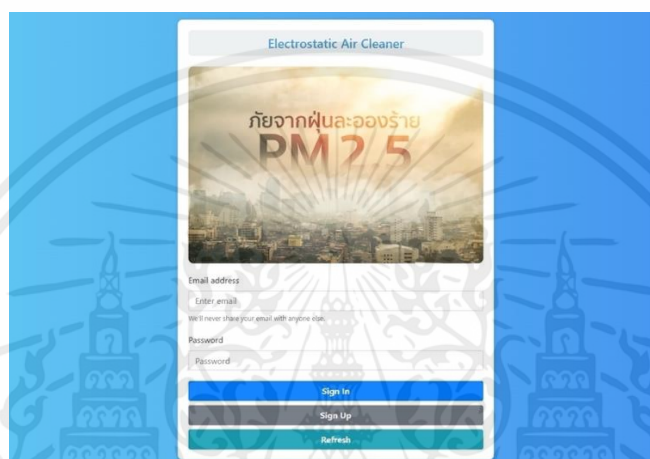 Electrostatic Air Cleaner
ภัยจากฝุ่นละอองร้าย
PM 2.5
Email address
Enter email
We'll never share your email with anyone else.
Password
Password
Sign In
Sign Up
Refresh